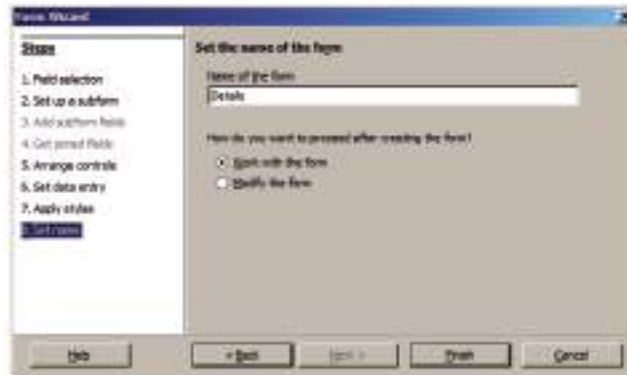 Form Wizard
Steps
1. Field selection
2. Set up a subform
3. Add subform fields
4. Get joined fields
5. Arrange controls
6. Set data entry
7. Apply styles
8. Set name
Set the name of the form
Name of the form
Details
How do you want to proceed after creating the form?
Work with the form
Modify the form
Help
< Back
Next >
Finish
Cancel